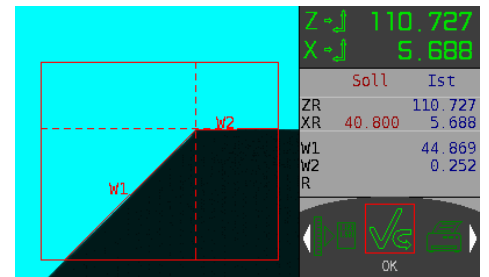 Z 110.727
X 5.688
Soll Ist
ZR 110.727
XR 40.800 5.688
W1 44.869
W2 0.252
R
W2
W1
OK